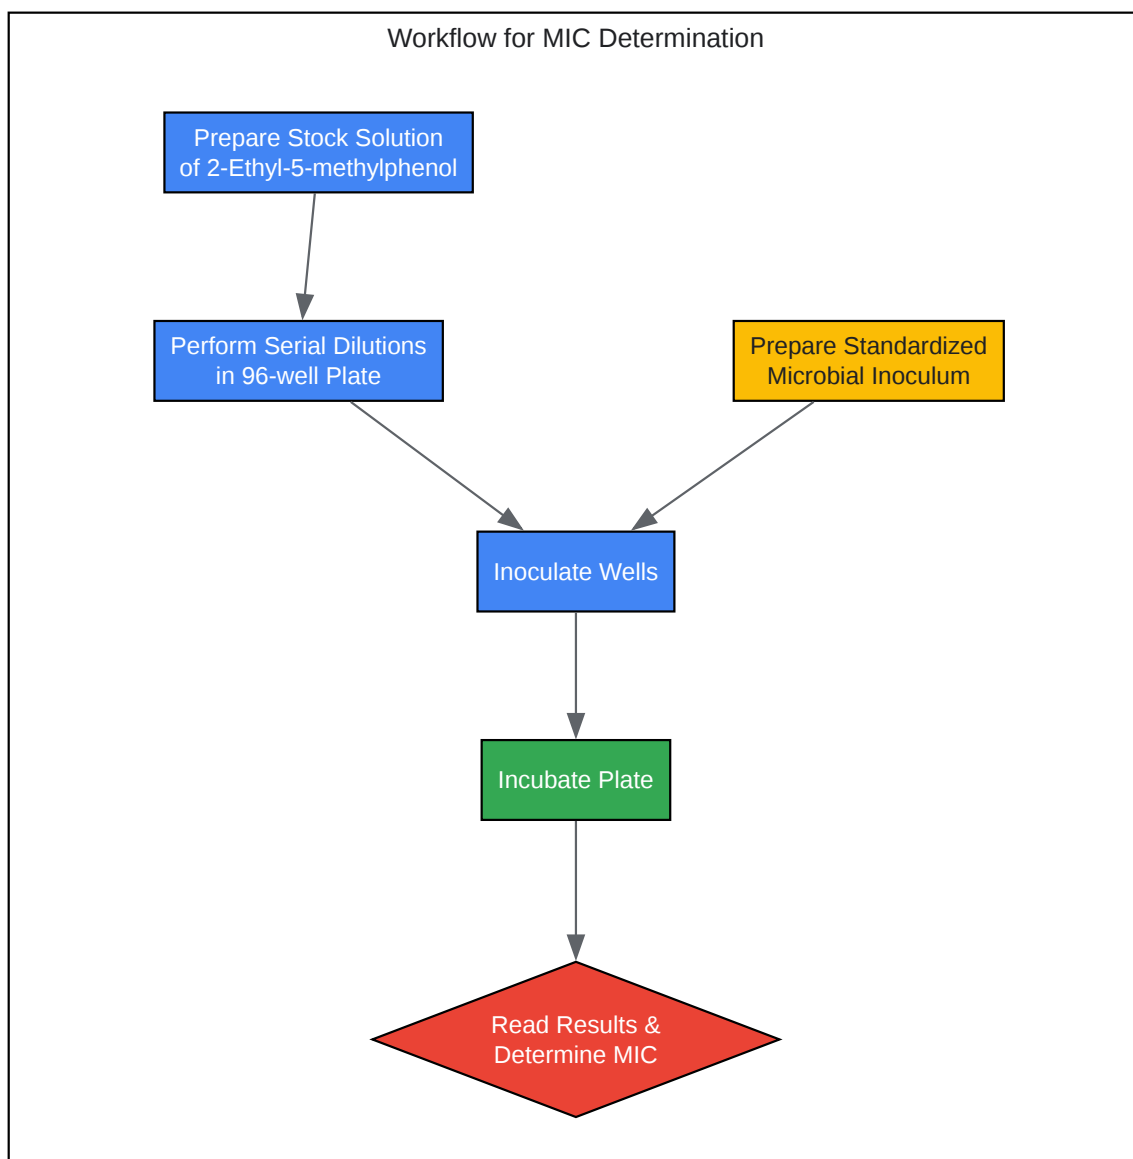 Workflow for MIC Determination
Prepare Stock Solution
of 2-Ethyl-5-methylphenol
Perform Serial Dilutions
in 96-well Plate
Prepare Standardized
Microbial Inoculum
Inoculate Wells
Incubate Plate
Read Results &
Determine MIC